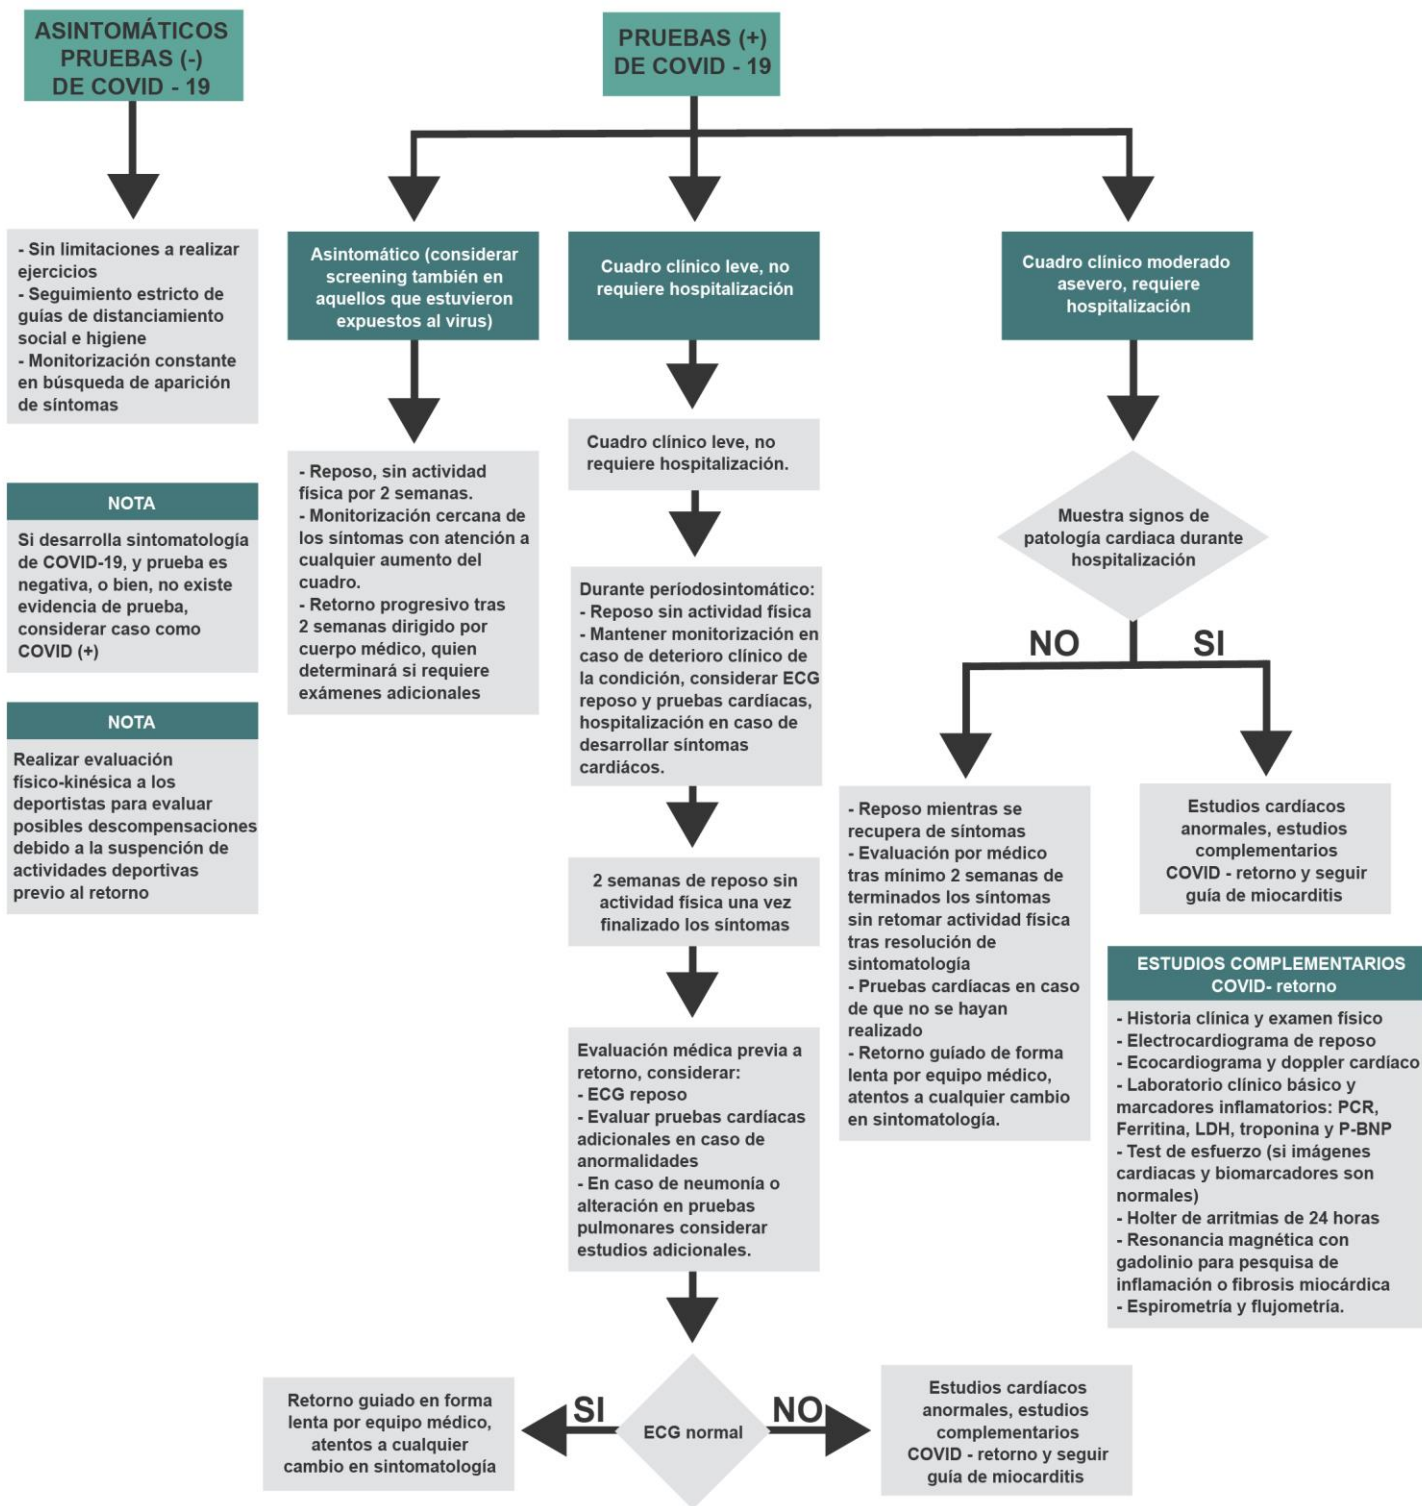 ASINTOMÁTICOS
PRUEBAS (-)
DE COVID - 19
- Sin limitaciones a realizar
ejercicios
- Seguimiento estricto de
guías de distanciamiento
social e higiene
- Monitorización constante
en búsqueda de aparición
de síntomas
NOTA
Si desarrolla sintomatología
de COVID-19, y prueba es
negativa, o bien, no existe
evidencia de prueba,
considerar caso como
COVID (+)
NOTA
Realizar evaluación
físico-kinésica a los
deportistas para evaluar
posibles descompensaciones
debido a la suspención de
actividades deportivas
previo al retorno
PRUEBAS (+)
DE COVID - 19
Asintomático (considerar
screening también en
aquellos que estuvieron
expuestos al virus)
- Reposo, sin actividad
física por 2 semanas.
- Monitorización cercana de
los síntomas con atención a
cualquier aumento del
cuadro.
- Retorno progresivo tras
2 semanas dirigido por
cuerpo médico, quien
determinará si requiere
exámenes adicionales
Cuadro clínico leve, no
requiere hospitalización
Cuadro clínico leve, no
requiere hospitalización.
Durante períodosintomático:
- Reposo sin actividad física
- Mantener monitorización en
caso de deterioro clínico de
la condición, considerar ECG
reposo y pruebas cardíacas,
hospitalización en caso de
desarrollar síntomas
cardiácos.
2 semanas de reposo sin
actividad física una vez
finalizado los síntomas
Evaluación médica previa a
retorno, considerar:
- ECG reposo
- Evaluar pruebas cardíacas
adicionales en caso de
anormalidades
- En caso de neumonía o
alteración en pruebas
pulmonares considerar
estudios adicionales.
ECG normal
SI
Retorno guiado en forma
lenta por equipo médico,
atentos a cualquier
cambio en sintomatología
NO
Estudios cardíacos
anormales, estudios
complementarios
COVID - retorno y seguir
guía de miocarditis
Cuadro clínico moderado
asevero, requiere
hospitalización
Muestra signos de
patología cardiaca durante
hospitalización
NO
- Reposo mientras se
recupera de síntomas
- Evaluación por médico
tras mínimo 2 semanas de
terminados los síntomas
sin retomar actividad física
tras resolución de
sintomatología
- Pruebas cardíacas en caso
de que no se hayan
realizado
- Retorno guíado de forma
lenta por equipo médico,
atentos a cualquier cambio
en sintomatología.
SI
Estudios cardíacos
anormales, estudios
complementarios
COVID - retorno y seguir
guía de miocarditis
ESTUDIOS COMPLEMENTARIOS
COVID- retorno
- Historia clínica y examen físico
- Electrocardiograma de reposo
- Ecocardiograma y doppler cardíaco
- Laboratorio clínico básico y
marcadores inflamatorios: PCR,
Ferritina, LDH, troponina y P-BNP
- Test de esfuerzo (si imágenes
cardiacas y biomarcadores son
normales)
- Holter de arritmias de 24 horas
- Resonancia magnética con
gadolinio para pesquisa de
inflamación o fibrosis miocárdica
- Espirometría y flujometría.